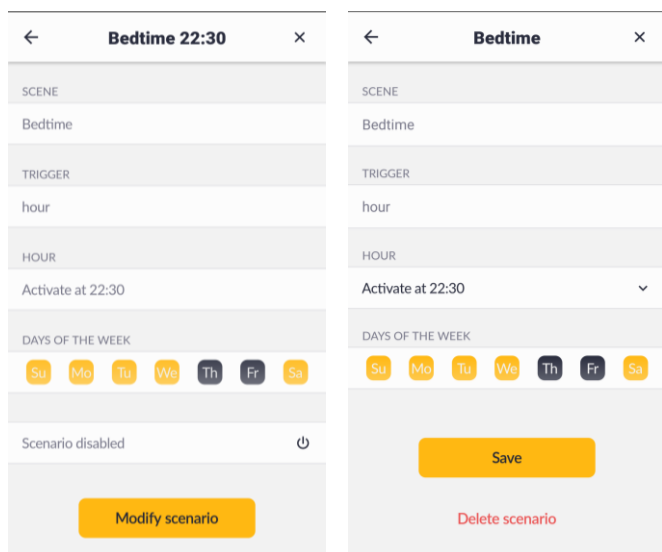 Bedtime 22:30
SCENE
Bedtime
TRIGGER
hour
HOUR
Activate at 22:30
DAYS OF THE WEEK
Su Mo Tu We Th Fr Sa
Scenario disabled
Modify scenario
Bedtime
SCENE
Bedtime
TRIGGER
hour
HOUR
Activate at 22:30
DAYS OF THE WEEK
Su Mo Tu We Th Fr Sa
Save
Delete scenario